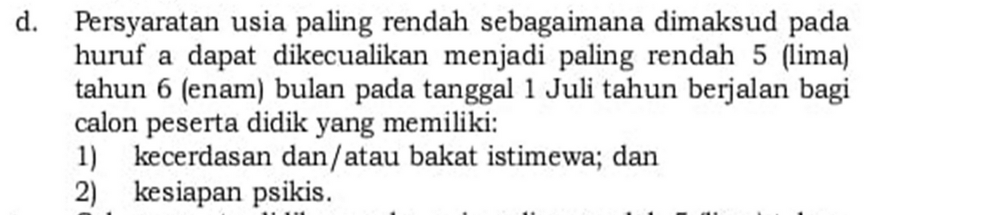 d. Persyaratan usia paling rendah sebagaimana dimaksud pada
huruf a dapat dikecualikan menjadi paling rendah 5 (lima)
tahun 6 (enam) bulan pada tanggal 1 Juli tahun berjalan bagi
calon peserta didik yang memiliki:
1) kecerdasan dan/atau bakat istimewa; dan
2) kesiapan psikis.